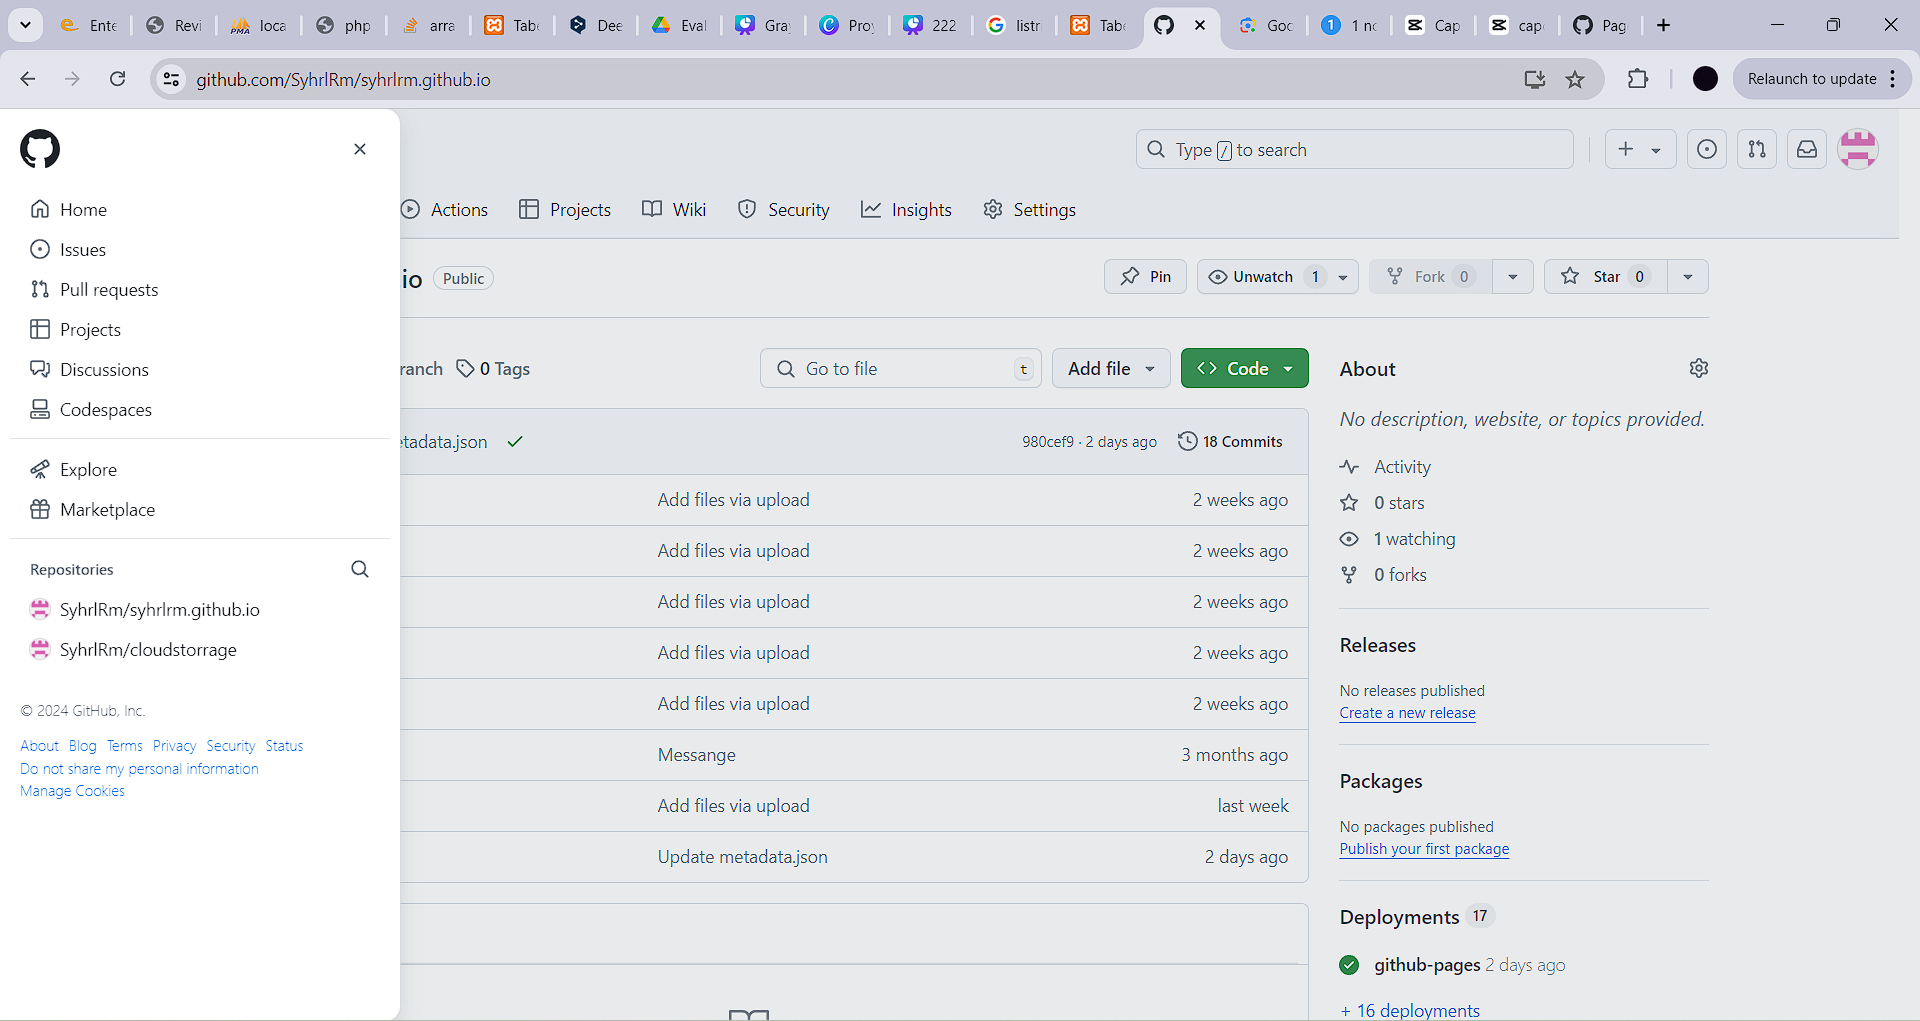 Ente
Revi
PMA
loca
php
arra
Tabe
Dee
Eval
Gra
Pro
222
listr
Tabe
Goo
1 no
Cap
cap
Pag
github.com/SyhrlRm/syhrlrm.github.io
Relaunch to update
Type / to search
Home
Issues
Pull requests
Projects
Discussions
Codespaces
Explore
Marketplace
Repositories
SyhrlRm/syhrlrm.github.io
SyhrlRm/cloudstorrage
© 2024 GitHub, Inc.
About Blog Terms Privacy Security Status
Do not share my personal information
Manage Cookies
Actions Projects Wiki Security Insights Settings
io Public
Pin Unwatch 1 Fork 0 Star 0
ranch 0 Tags
Go to file t
Add file
Code
etadata.json
980cef9 · 2 days ago
18 Commits
Add files via upload 2 weeks ago
Add files via upload 2 weeks ago
Add files via upload 2 weeks ago
Add files via upload 2 weeks ago
Add files via upload 2 weeks ago
Messange 3 months ago
Add files via upload last week
Update metadata.json 2 days ago
About
No description, website, or topics provided.
Activity
0 stars
1 watching
0 forks
Releases
No releases published
Create a new release
Packages
No packages published
Publish your first package
Deployments 17
github-pages 2 days ago
+ 16 deployments